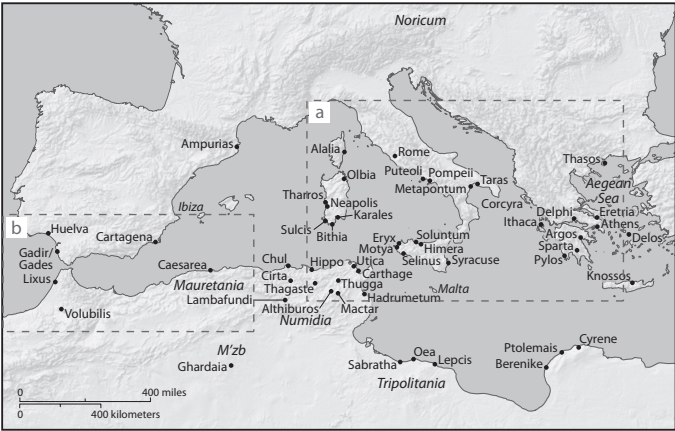 Noricum
a
Ampurias
Alalia
Rome
Thasos
Olbia
Puteoli
Pompeii
Metapontum
Taras
Aegean
Sea
Tharros
Neapolis
Karales
Corcyra
Ibiza
Sulcis
Bithia
Ithaca
Delphi
Eretria
Athens
b
Huelva
Cartagena
Eryx
Soluntum
Motya
Himera
Argos
Delos
Gadir/
Gades
Chul
Hippo
Utica
Selinus
Syracuse
Sparta
Pylos
Caesarea
Cirta
Carthage
Lixus
Mauretania
Thagaste
Thugga
Malta
Knossos
Lambafundi
Hadrumetum
Volubilis
Althiburos
Mactar
Numidia
M'zb
Ghardaia
Oea
Sabratha
Lepcis
Tripolitania
Ptolemais
Cyrene
Berenike
0 400 miles
0 400 kilometers